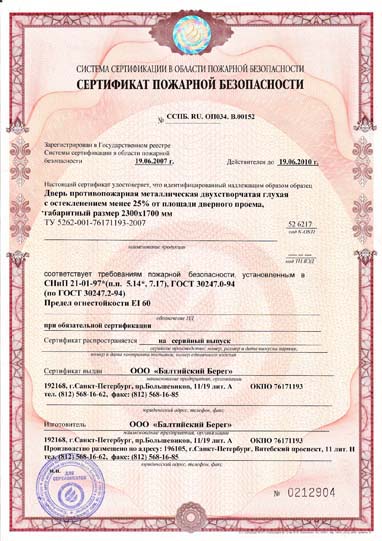 СИСТЕМА СЕРТИФИКАЦИИ В ОБЛАСТИ ПОЖАРНОЙ БЕЗОПАСНОСТИ
СЕРТИФИКАТ ПОЖАРНОЙ БЕЗОПАСНОСТИ
ССПБ. RU. ОП034. В.00152
Зарегистрирован в Государственном реестре
Системы сертификации в области пожарной
безопасности 19.06.2007 г. Действителен до 19.06.2010 г.
Настоящий сертификат удостоверяет, что идентифицированный надлежащим образом образец
Дверь противопожарная металлическая двухстворчатая глухая
с остеклением менее 25% от площади дверного проема,
габаритный размер 2300х1700 мм
ТУ 5262-001-76171193-2007 52 6217
код К-ОКП
наименование продукции
код ТН ВЭД
соответствует требованиям пожарной безопасности, установленным в
СНиП 21-01-97*(п.п. 5.14*, 7.17), ГОСТ 30247.0-94
(по ГОСТ 30247.2-94)
Предел огнестойкости EI 60
обозначение НД
при обязательной сертификации
Сертификат распространяется на серийный выпуск
серийное производство, номер, размер и дата выпуска партии,
номер и дата контракта поставки, номер единичного изделия
Сертификат выдан ООО «Балтийский Берег»
наименование предприятия, организации
192168, г.Санкт-Петербург, пр.Большевиков, 11/19 лит. А ОКПО 76171193
тел. (812) 568-16-62, факс: (812) 568-16-85
юридический адрес, телефон, факс
Изготовитель ООО «Балтийский Берег»
наименование предприятия, организации
192168, г.Санкт-Петербург, пр.Большевиков, 11/19 лит А ОКПО 76171193
Производство размещено по адресу: 196105, г.Санкт-Петербург, Витебский проспект, 11 лит. Н
тел. (812) 568-16-62, факс: (812) 568-16-85
юридический адрес, телефон, факс
м.п.
ДЛЯ
СЕРТИФИКАТОВ
№ 0212904